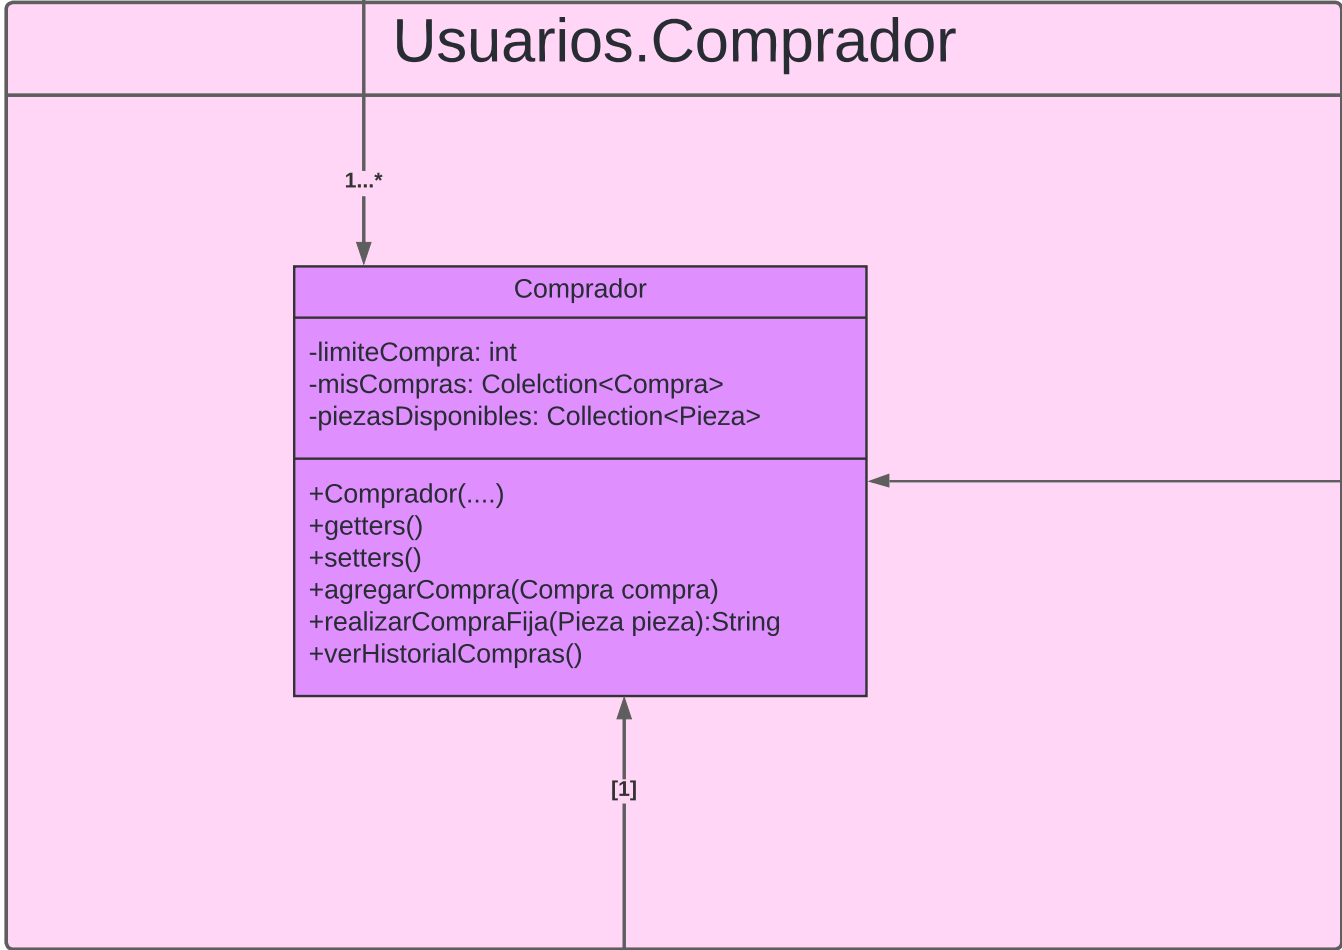 Usuarios.Comprador
1...*
Comprador
-limiteCompra: int
-misCompras: Colelction<Compra>
-piezasDisponibles: Collection<Pieza>
+Comprador(....)
+getters()
+setters()
+agregarCompra(Compra compra)
+realizarCompraFija(Pieza pieza):String
+verHistorialCompras()
[1]